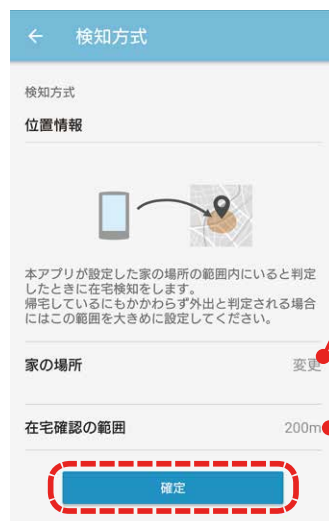 ← 検知方式
検知方式
位置情報
本アプリが設定した家の場所の範囲内にいると判定
したときに在宅検知をします。
帰宅しているにもかかわらず外出と判定される場合
にはこの範囲を大きめに設定してください。
家の場所 変更
在宅確認の範囲 200m
確定